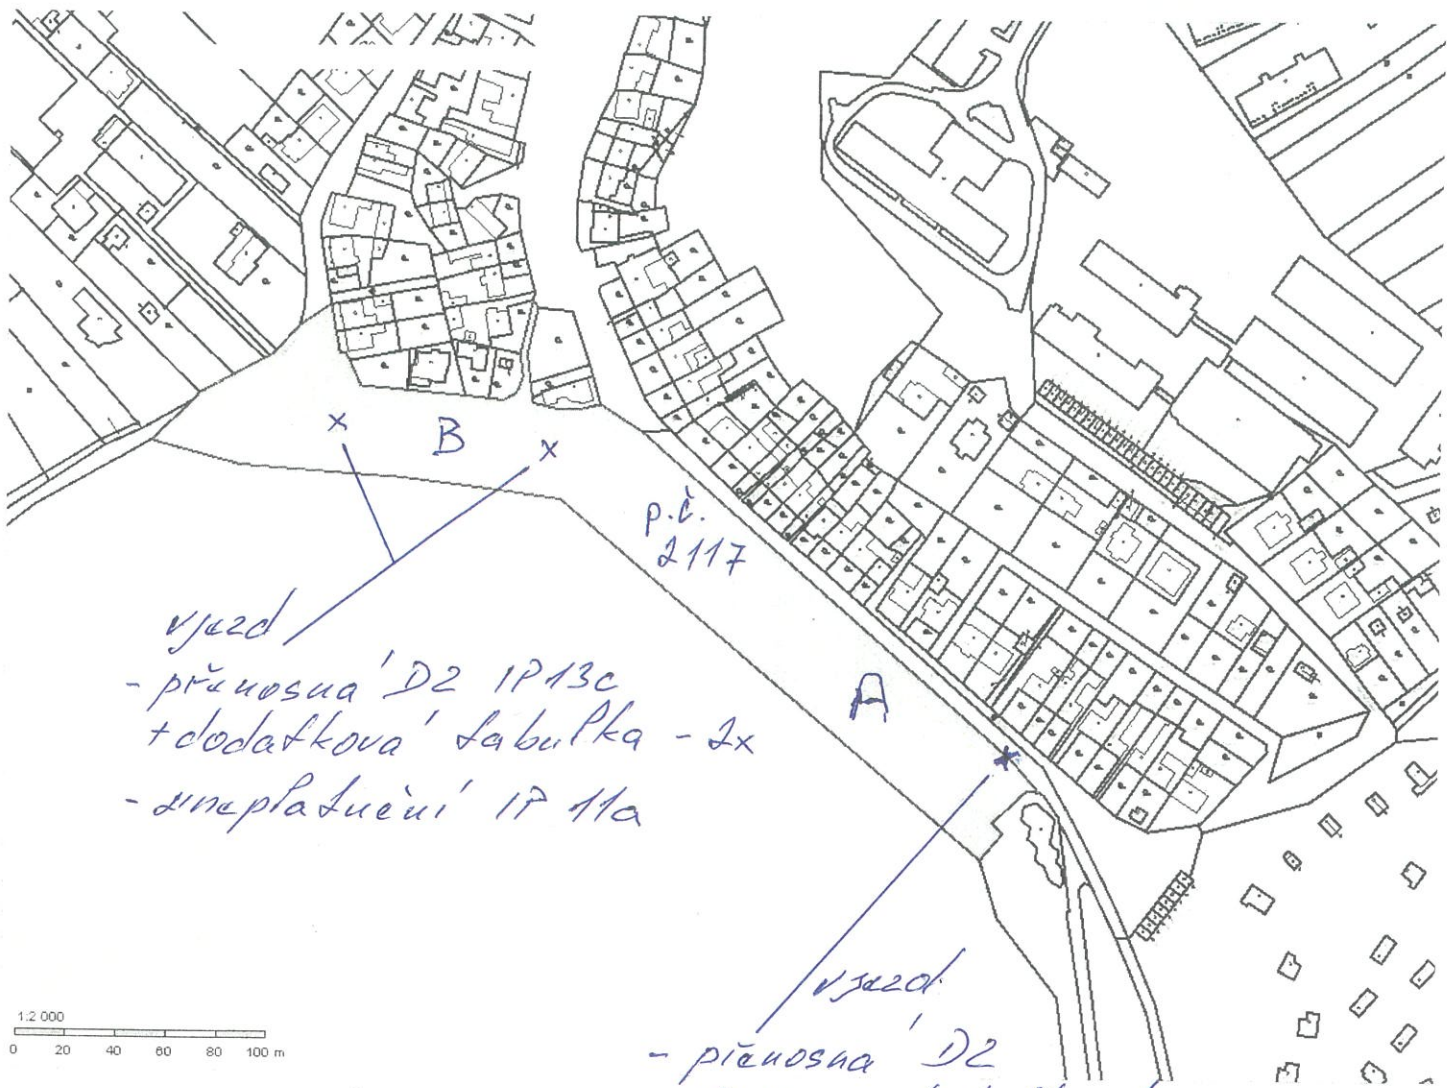 x
B
x
p.č.
2117
vjezd
- přenosná D2 IP13c
+ dodatková tabulka - 2x
- zneplatnění IP 11a
A
x
vjezd
- přenosná D2
1:2 000
0 20 40 60 80 100 m